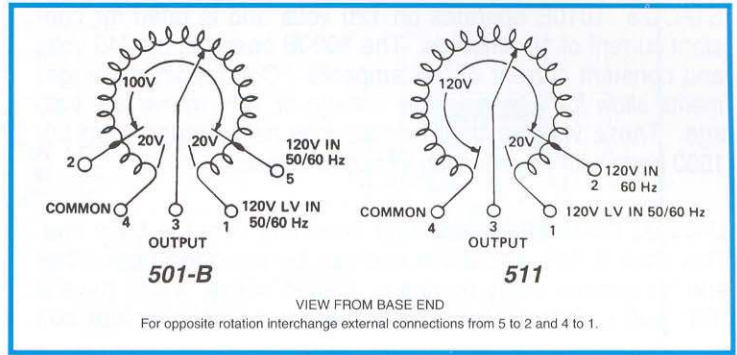 100V
20V
20V
2
120V IN
50/60 Hz
5
COMMON
4
3
1
120V LV IN
50/60 Hz
OUTPUT
501-B
120V
20V
120V IN
2
60 Hz
COMMON
4
3
1
120V LV IN 50/60 Hz
OUTPUT
511
VIEW FROM BASE END
For opposite rotation interchange external connections from 5 to 2 and 4 to 1.